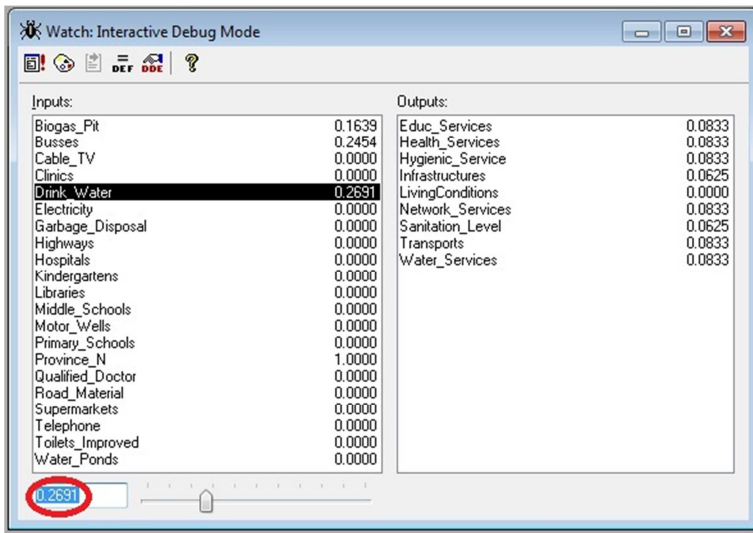 Watch: Interactive Debug Mode
DEF DDE ?
Inputs:
Biogas_Pit 0.1639
Busses 0.2454
Cable_TV 0.0000
Clinics 0.0000
Drink_Water 0.2691
Electricity 0.0000
Garbage_Disposal 0.0000
Highways 0.0000
Hospitals 0.0000
Kindergartens 0.0000
Libraries 0.0000
Middle_Schools 0.0000
Motor_Wells 0.0000
Primary_Schools 0.0000
Province_N 1.0000
Qualified_Doctor 0.0000
Road_Material 0.0000
Supermarkets 0.0000
Telephone 0.0000
Toilets_Improved 0.0000
Water_Ponds 0.0000
0.2691
Outputs:
Educ_Services 0.0833
Health_Services 0.0833
Hygienic_Service 0.0833
Infrastructures 0.0625
LivingConditions 0.0000
Network_Services 0.0833
Sanitation_Level 0.0625
Transports 0.0833
Water_Services 0.0833